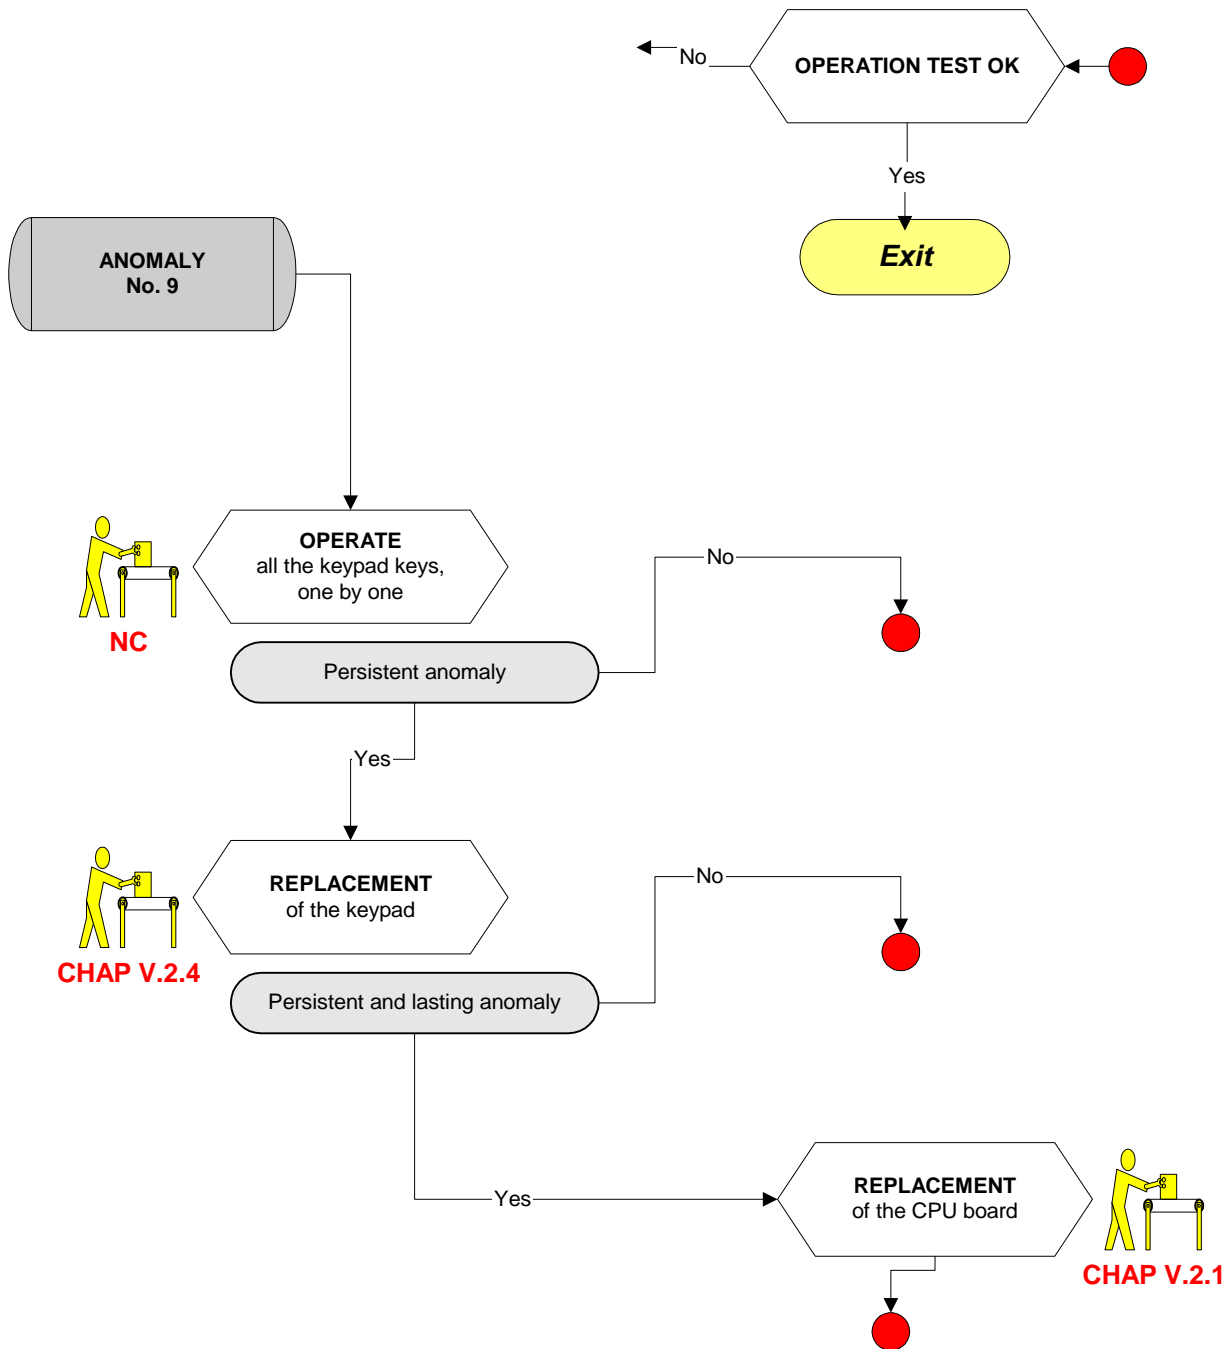 No
OPERATION TEST OK
Yes
Exit
ANOMALY
No. 9
OPERATE
all the keypad keys,
one by one
NC
No
Persistent anomaly
Yes
REPLACEMENT
of the keypad
CHAP V.2.4
No
Persistent and lasting anomaly
Yes
REPLACEMENT
of the CPU board
CHAP V.2.1